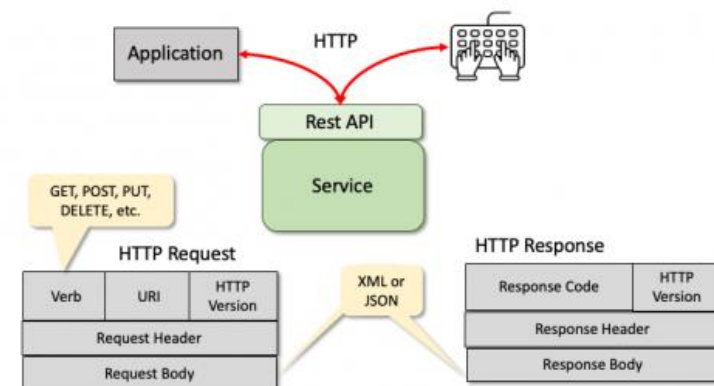 HTTP
Application
Rest API
Service
GET, POST, PUT,
DELETE, etc.
HTTP Request
Verb
URI
HTTP
Version
Request Header
Request Body
XML or
JSON
HTTP Response
Response Code
HTTP
Version
Response Header
Response Body